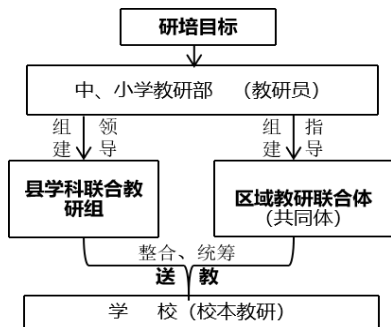 研培目标
中、小学教研部 （教研员）
组 领 组 指
建 导 建 导
县学科联合教
研组
区域教研联合体
（共同体）
整合、统筹
送 教
学 校（校本教研）